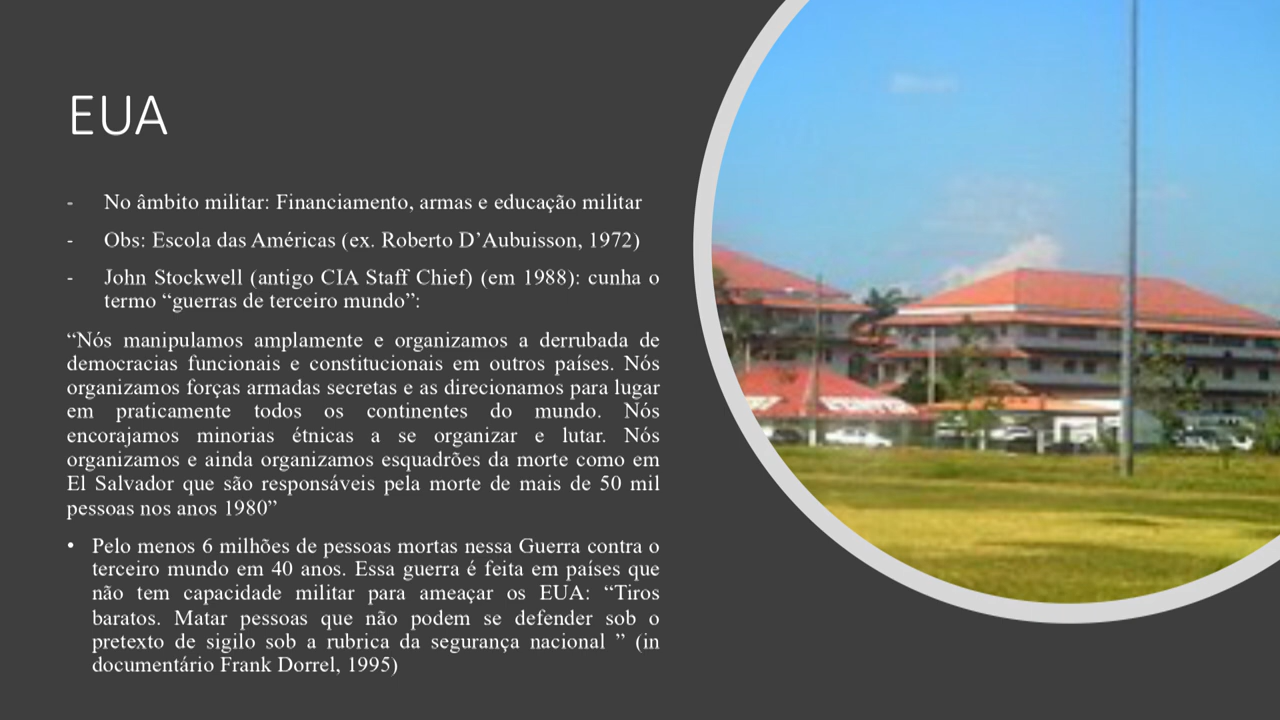 EUA
- No âmbito militar: Financiamento, armas e educação militar
- Obs: Escola das Américas (ex. Roberto D’Aubuisson, 1972)
- John Stockwell (antigo CIA Staff Chief) (em 1988): cunha o
termo “guerras de terceiro mundo”:
“Nós manipulamos amplamente e organizamos a derrubada de
democracias funcionais e constitucionais em outros países. Nós
organizamos forças armadas secretas e as direcionamos para lugar
em praticamente todos os continentes do mundo. Nós
encorajamos minorias étnicas a se organizar e lutar. Nós
organizamos e ainda organizamos esquadrões da morte como em
El Salvador que são responsáveis pela morte de mais de 50 mil
pessoas nos anos 1980”
• Pelo menos 6 milhões de pessoas mortas nessa Guerra contra o
terceiro mundo em 40 anos. Essa guerra é feita em países que
não tem capacidade militar para ameaçar os EUA: “Tiros
baratos. Matar pessoas que não podem se defender sob o
pretexto de sigilo sob a rubrica da segurança nacional ” (in
documentário Frank Dorrel, 1995)